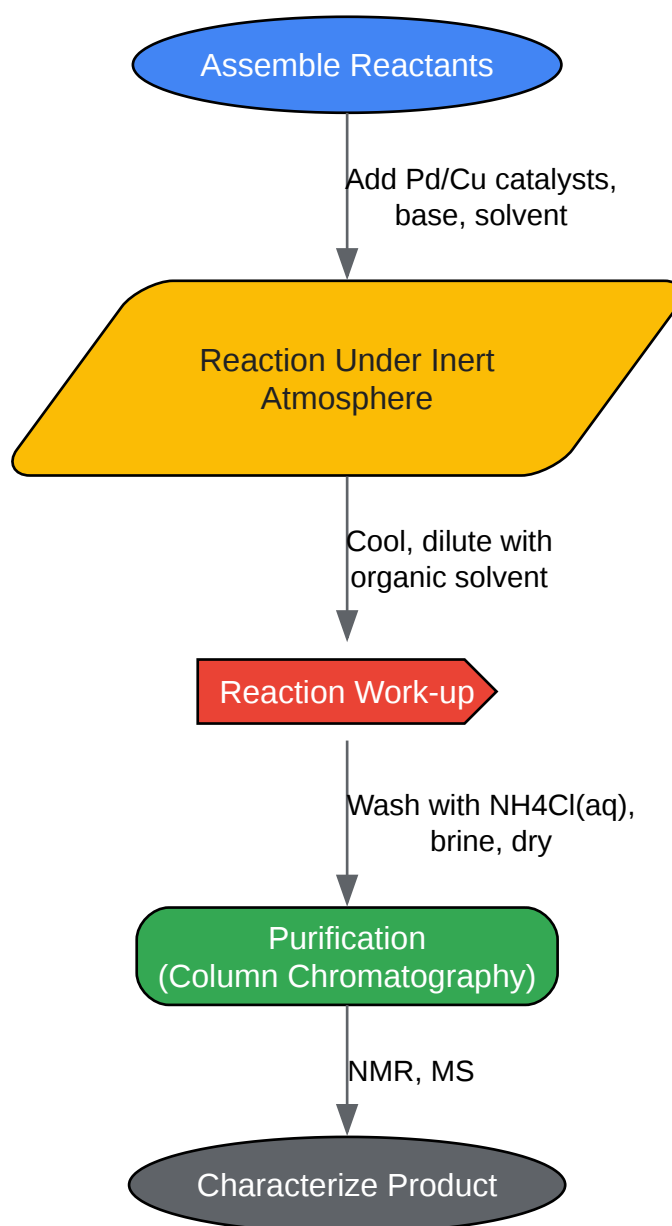 Assemble Reactants
Add Pd/Cu catalysts,
base, solvent
Reaction Under Inert
Atmosphere
Cool, dilute with
organic solvent
Reaction Work-up
Wash with NH4Cl(aq),
brine, dry
Purification
(Column Chromatography)
NMR, MS
Characterize Product